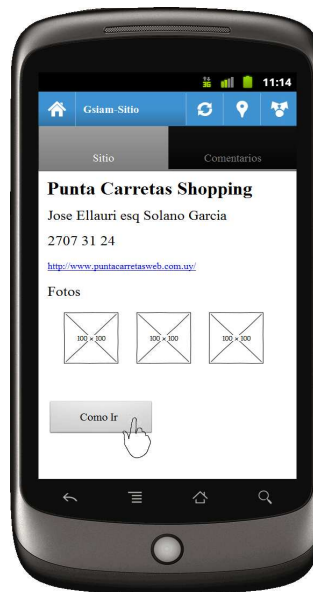 3G 11:14
Gsiam-Sitio
Sitio Comentarios
Punta Carretas Shopping
Jose Ellauri esq Solano Garcia
2707 31 24
http://www.puntacarretasweb.com.uy/
Fotos
100 x 100 100 x 100 100 x 100
Como Ir